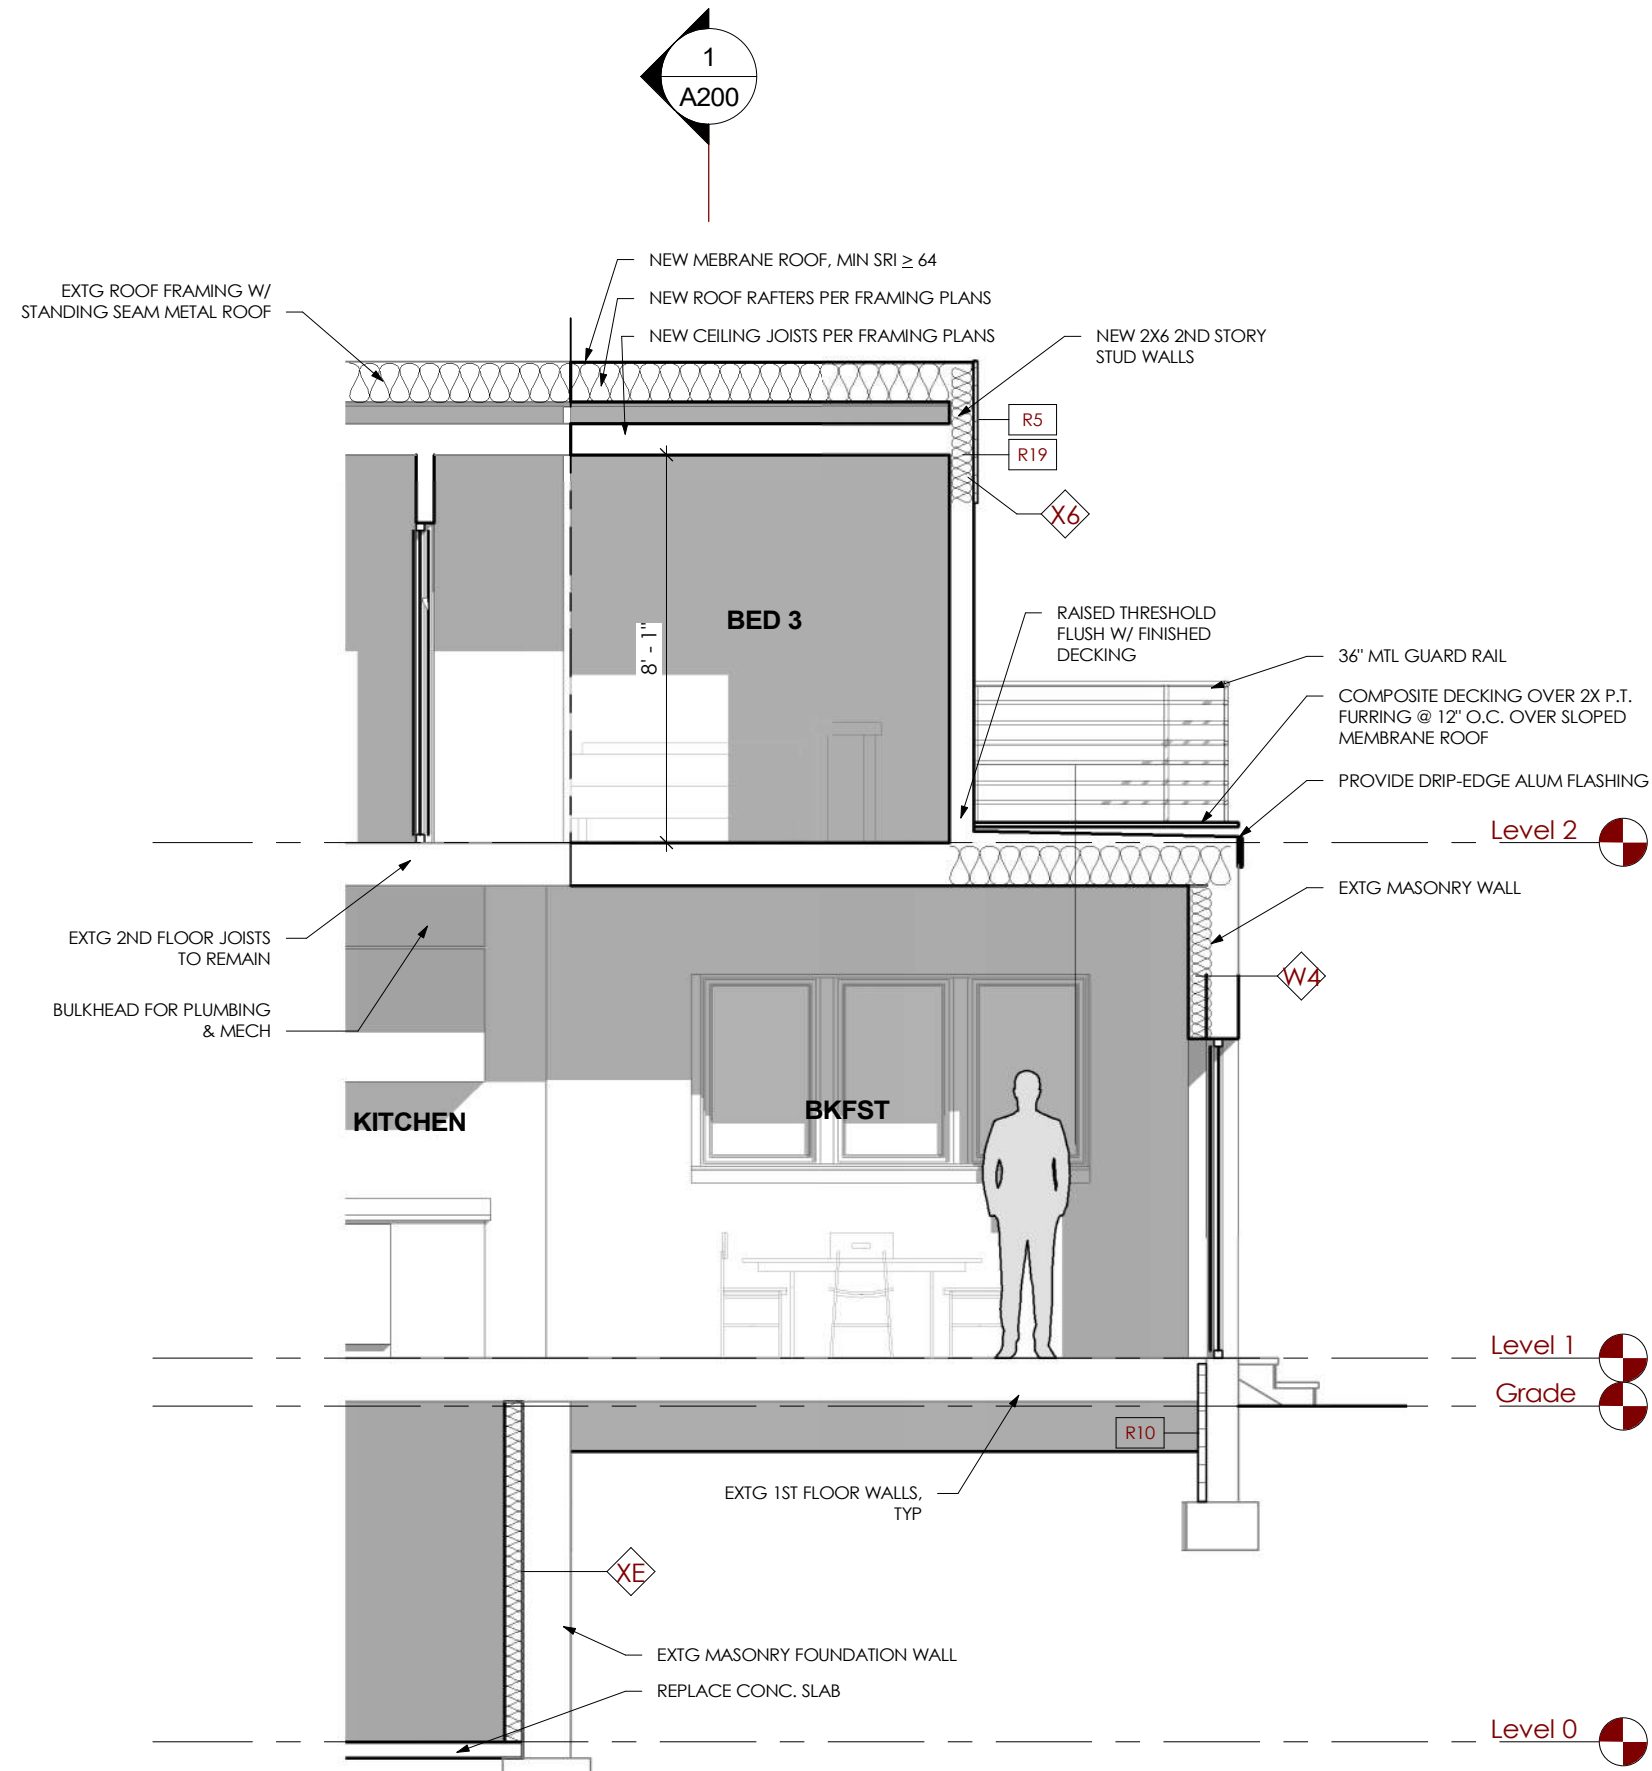 1
A200
NEW MEBRANE ROOF, MIN SRI ≥ 64
EXTG ROOF FRAMING W/
STANDING SEAM METAL ROOF
NEW ROOF RAFTERS PER FRAMING PLANS
NEW CEILING JOISTS PER FRAMING PLANS
NEW 2X6 2ND STORY
STUD WALLS
R5
R19
X6
BED 3
8' - 1"
RAISED THRESHOLD
FLUSH W/ FINISHED
DECKING
36" MTL GUARD RAIL
COMPOSITE DECKING OVER 2X P.T.
FURRING @ 12" O.C. OVER SLOPED
MEMBRANE ROOF
PROVIDE DRIP-EDGE ALUM FLASHING
Level 2
EXTG MASONRY WALL
EXTG 2ND FLOOR JOISTS
TO REMAIN
W4
BULKHEAD FOR PLUMBING
& MECH
KITCHEN
BKFST
Level 1
Grade
R10
EXTG 1ST FLOOR WALLS,
TYP
XE
EXTG MASONRY FOUNDATION WALL
REPLACE CONC. SLAB
Level 0